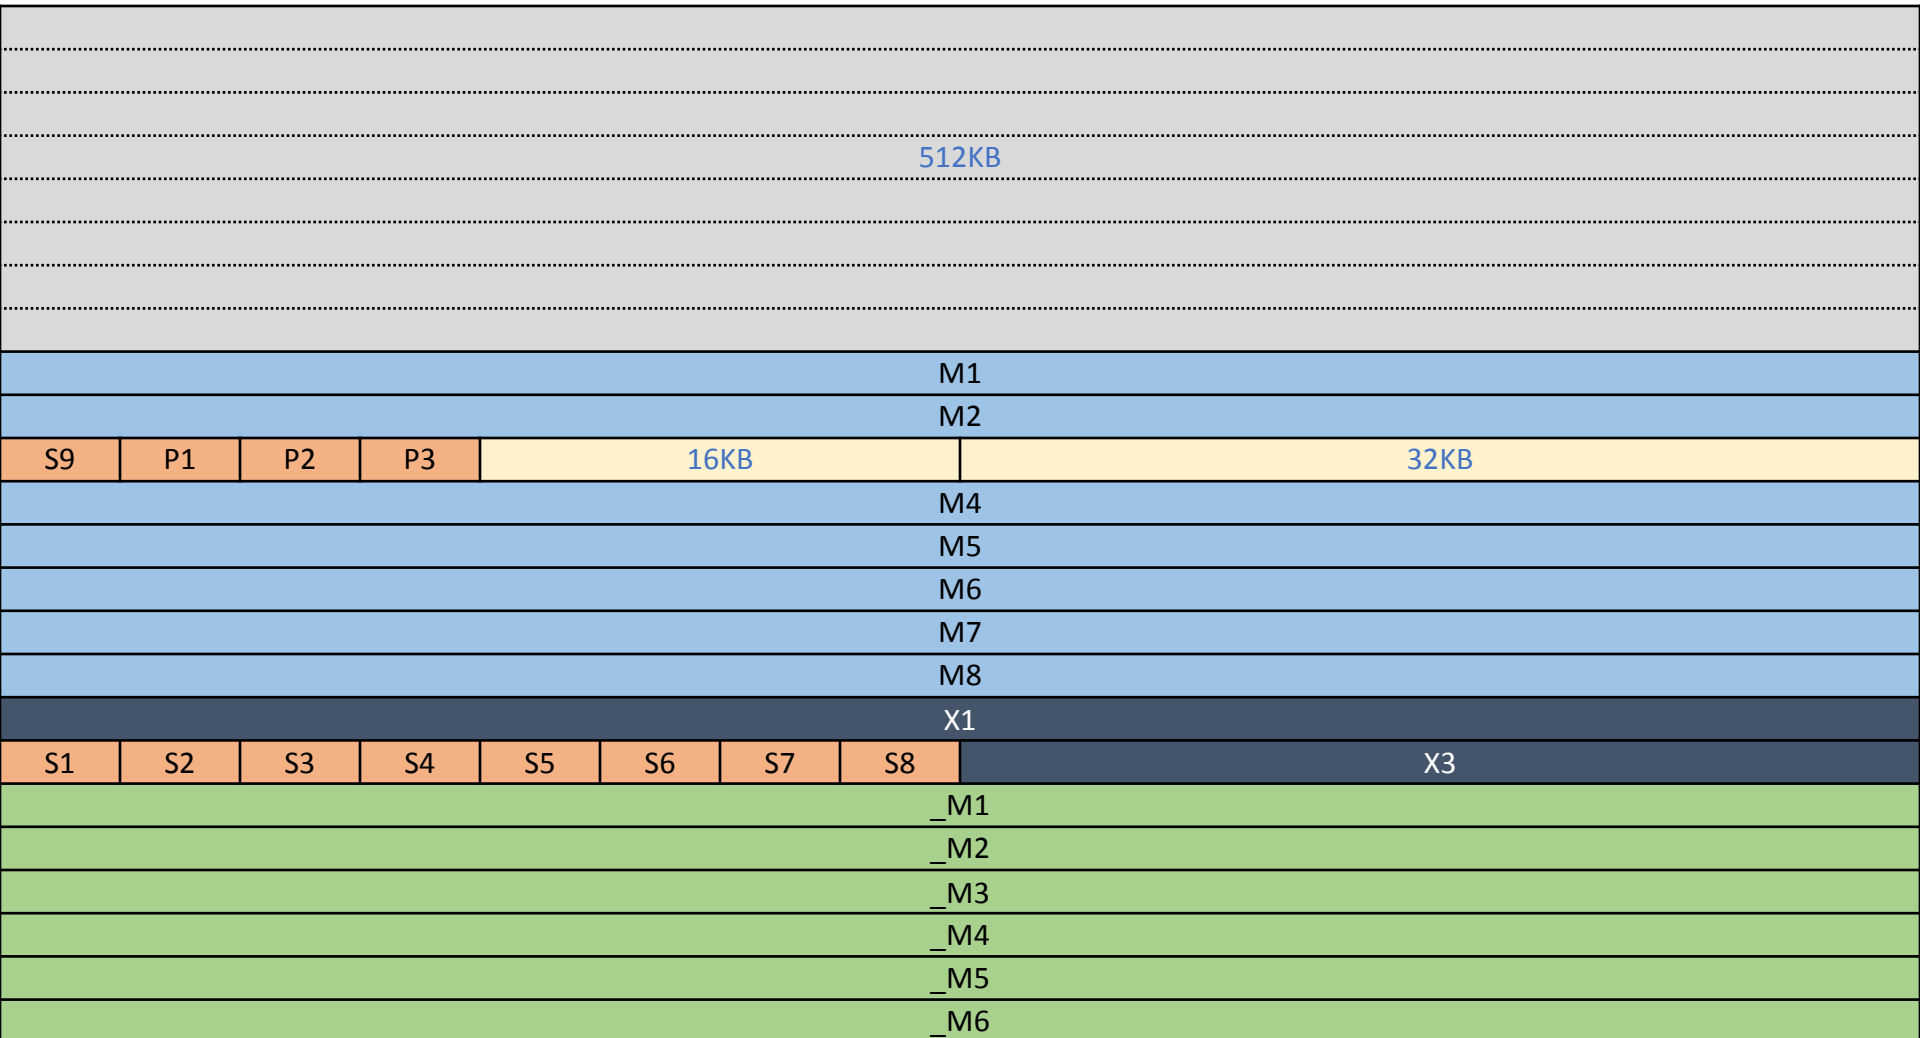 512KB
M1
M2
S9 P1 P2 P3 16KB 32KB
M4
M5
M6
M7
M8
X1
S1 S2 S3 S4 S5 S6 S7 S8 X3
_M1
_M2
_M3
_M4
_M5
_M6